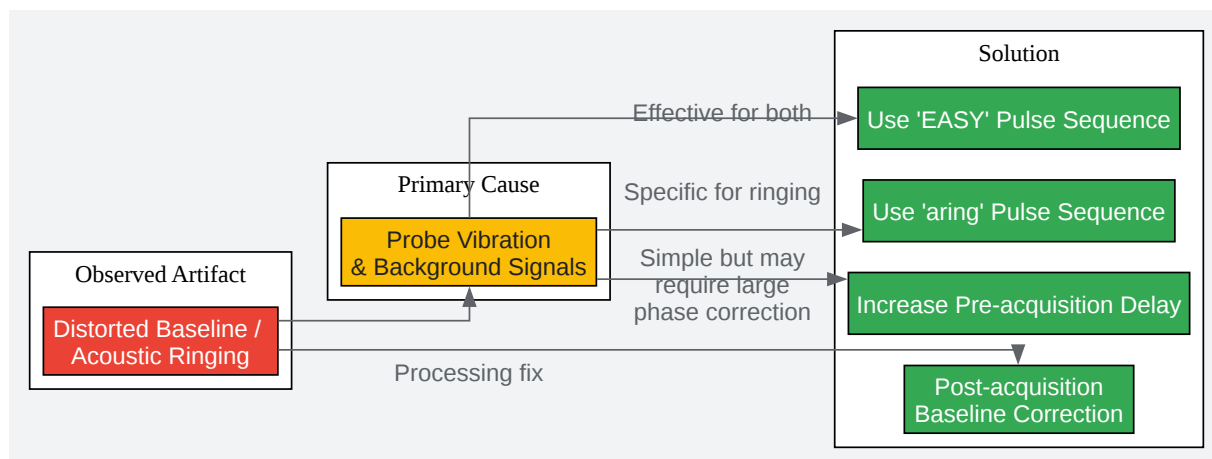 Observed Artifact
Distorted Baseline /
Acoustic Ringing
Primary Cause
Probe Vibration
& Background Signals
Effective for both
Specific for ringing
Simple but may
require large
phase correction
Processing fix
Solution
Use 'EASY' Pulse Sequence
Use 'aring' Pulse Sequence
Increase Pre-acquisition Delay
Post-acquisition
Baseline Correction